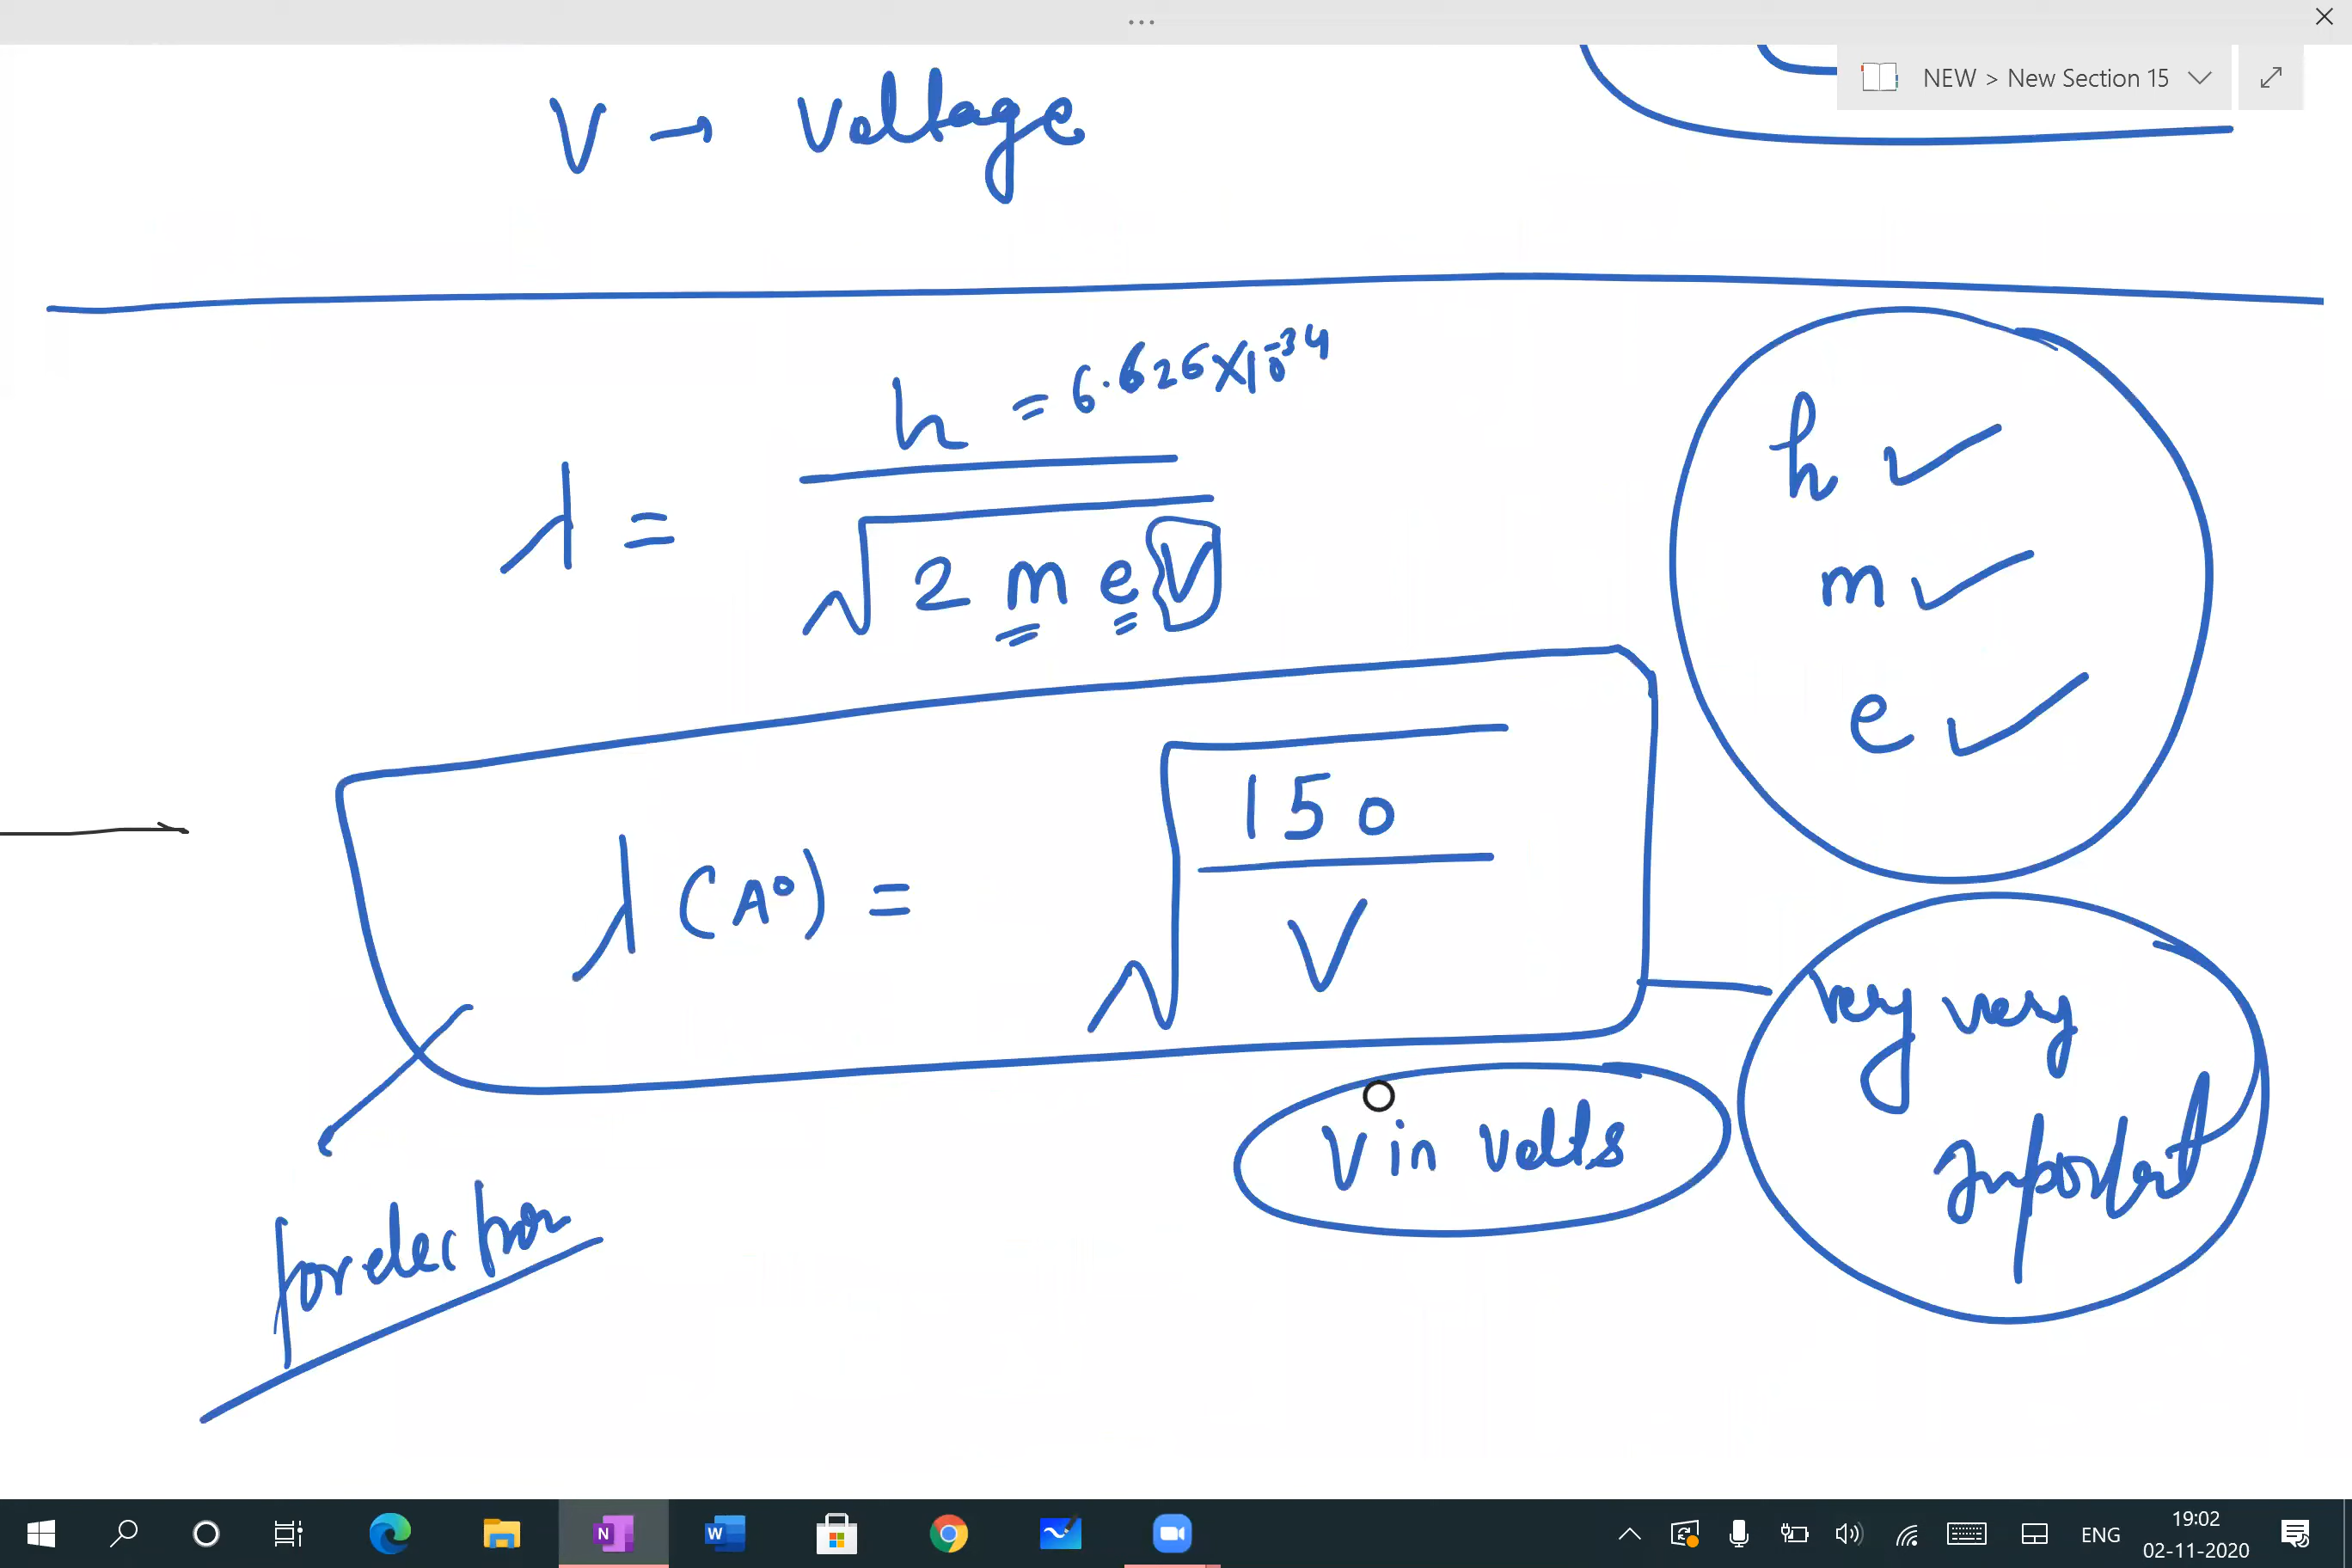 NEW > New Section 15
V → Voltage
λ = h = 6.626×10⁻³⁴ / √(2 m e V)
h ✓
m ✓
e ✓
λ (A°) = √(150 / V)
very very
Important
V in Volts
for electron
N
W
ENG
19:02
02-11-2020